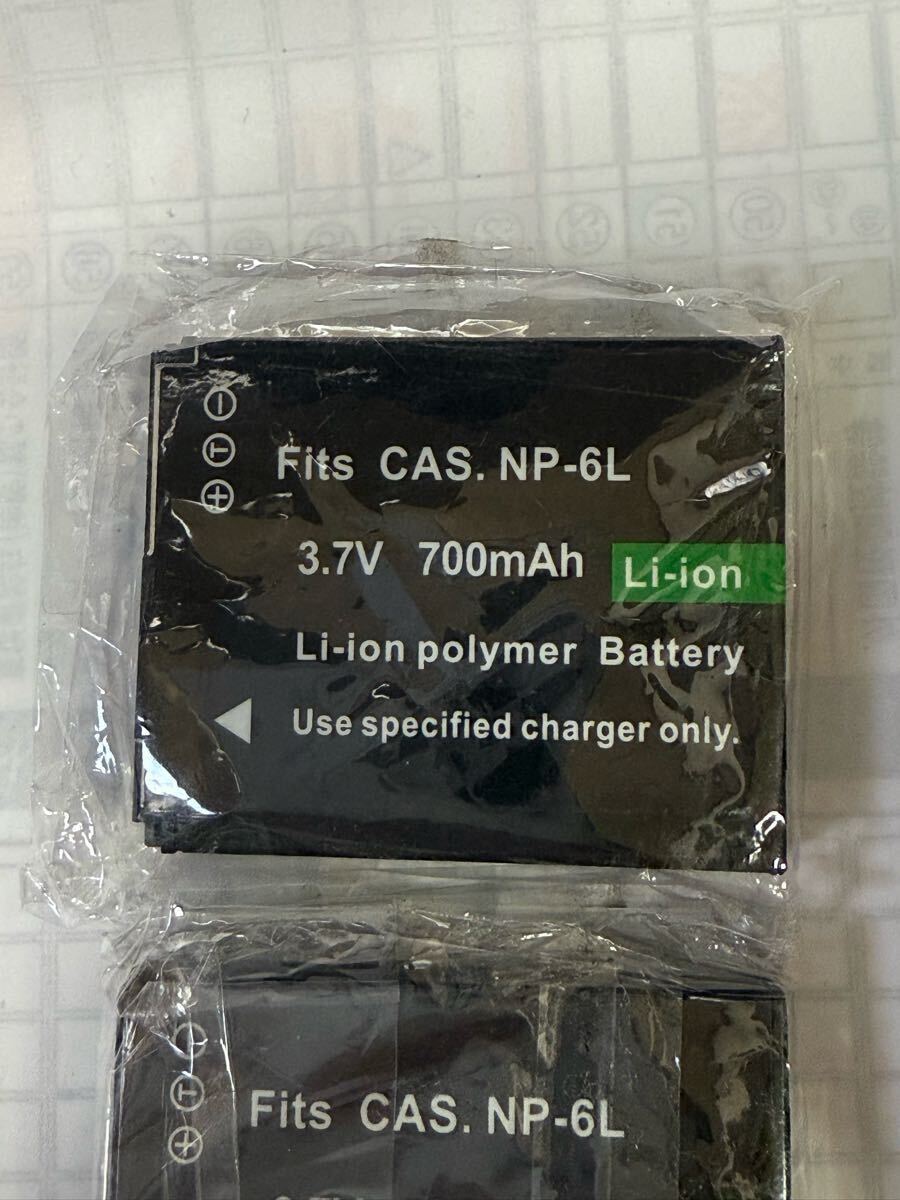 Fits CAS. NP-6L
3.7V 700mAh
Li-ion
Li-ion polymer Battery
Use specified charger only.
Fits CAS. NP-6L